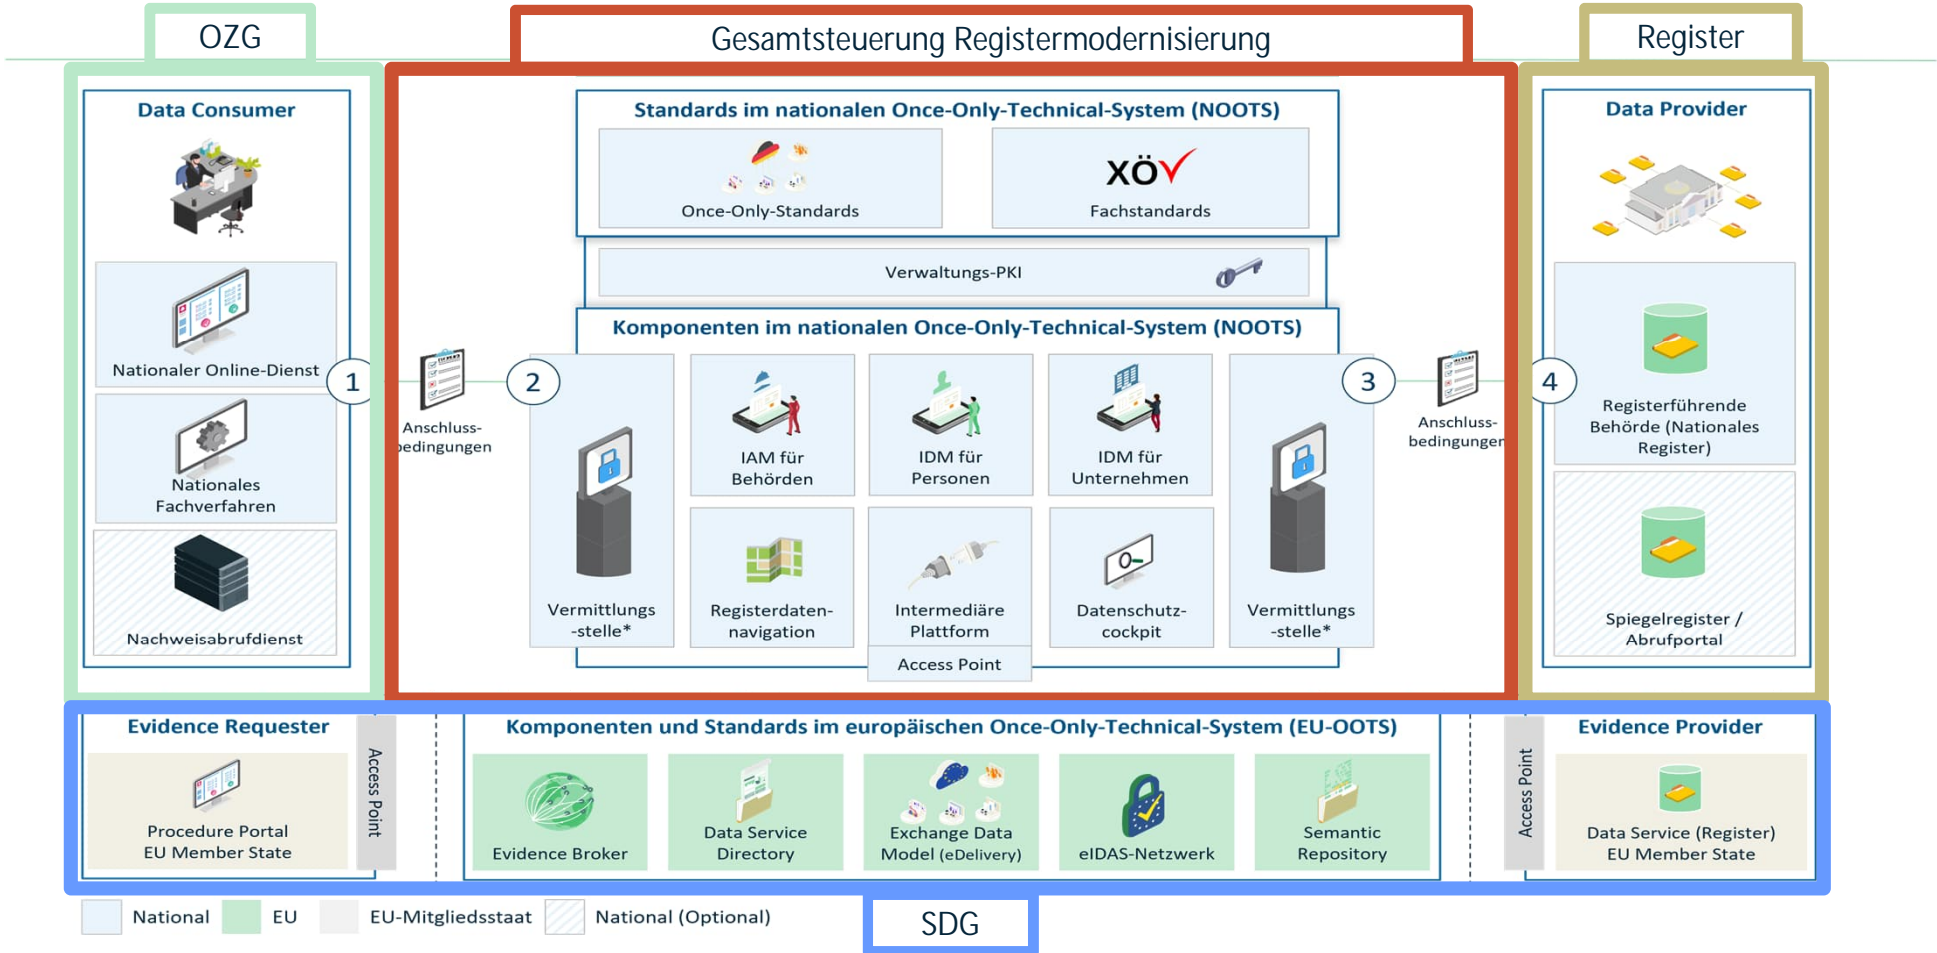 OZG
Gesamtsteuerung Registermodernisierung
Register
Data Consumer
Nationaler Online-Dienst
Nationales
Fachverfahren
Nachweisabrufdienst
1
Anschluss-
bedingungen
2
Standards im nationalen Once-Only-Technical-System (NOOTS)
Once-Only-Standards
XÖV
Fachstandards
Verwaltungs-PKI
Komponenten im nationalen Once-Only-Technical-System (NOOTS)
Vermittlungs
-stelle*
IAM für
Behörden
IDM für
Personen
IDM für
Unternehmen
Registerdaten-
navigation
Intermediäre
Plattform
Access Point
Datenschutz-
cockpit
Vermittlungs
-stelle*
3
Anschluss-
bedingungen
4
Data Provider
Registerführende
Behörde (Nationales
Register)
Spiegelregister /
Abrufportal
Evidence Requester
Procedure Portal
EU Member State
Access Point
Komponenten und Standards im europäischen Once-Only-Technical-System (EU-OOTS)
Evidence Broker
Data Service
Directory
Exchange Data
Model (eDelivery)
eIDAS-Netzwerk
Semantic
Repository
Access Point
Evidence Provider
Data Service (Register)
EU Member State
National
EU
EU-Mitgliedsstaat
National (Optional)
SDG